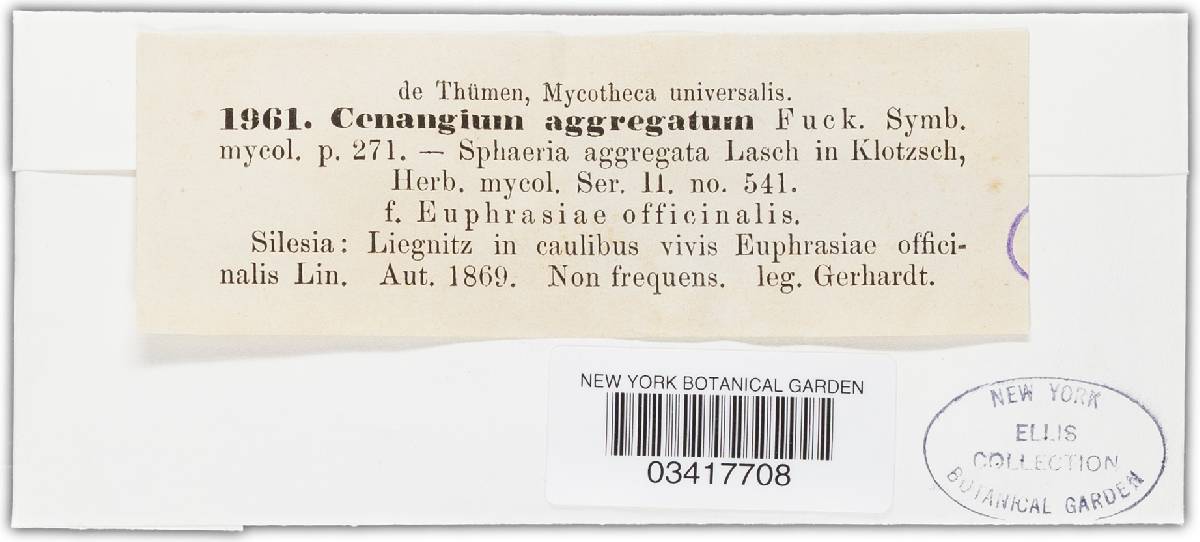 de Thümen, Mycotheca universalis.
1961. Cenangium aggregatum Fuck. Symb.
mycol. p. 271. — Sphaeria aggregata Lasch in Klotzsch,
Herb. mycol. Ser. II. no. 541.
f. Euphrasiae officinalis.
Silesia: Liegnitz in caulibus vivis Euphrasiae offici-
nalis Lin. Aut. 1869. Non frequens. leg. Gerhardt.
NEW YORK BOTANICAL GARDEN
03417708
NEW YORK
ELLIS
COLLECTION
BOTANICAL GARDEN